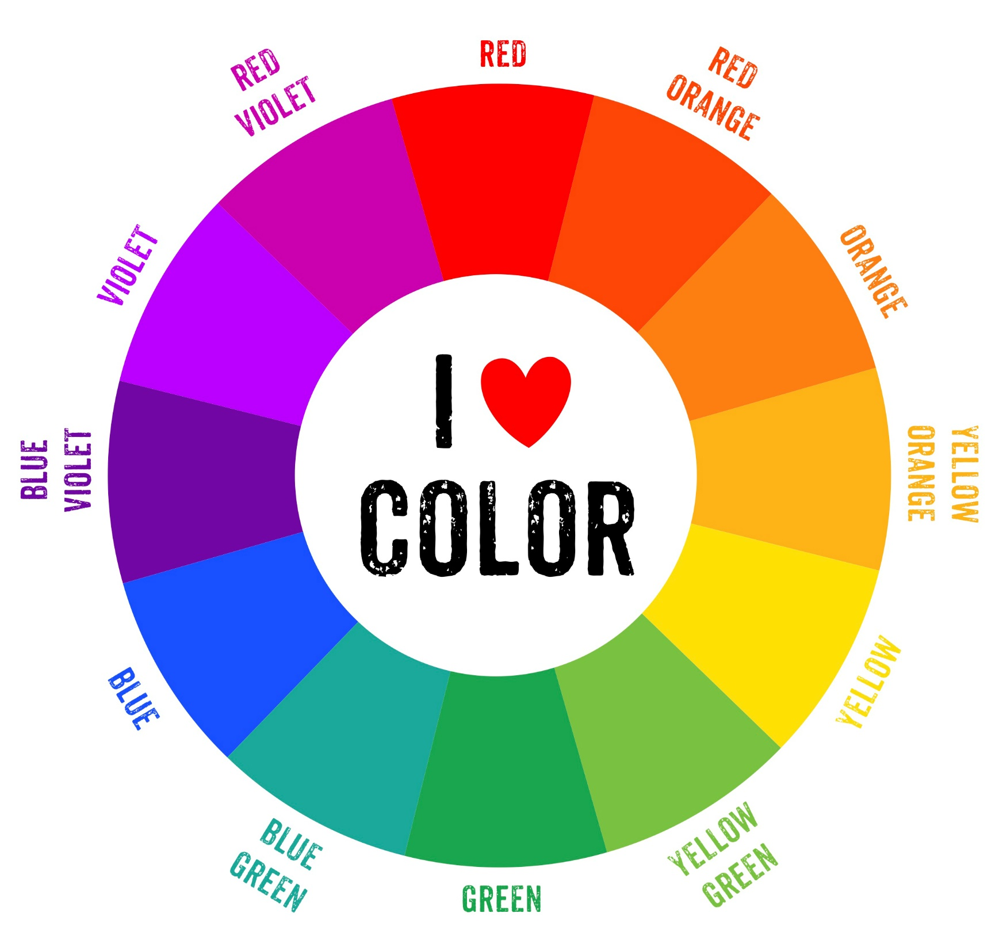 RED
RED
ORANGE
ORANGE
YELLOW
ORANGE
YELLOW
YELLOW
GREEN
GREEN
BLUE
GREEN
BLUE
BLUE
VIOLET
VIOLET
RED
VIOLET
I ❤
COLOR